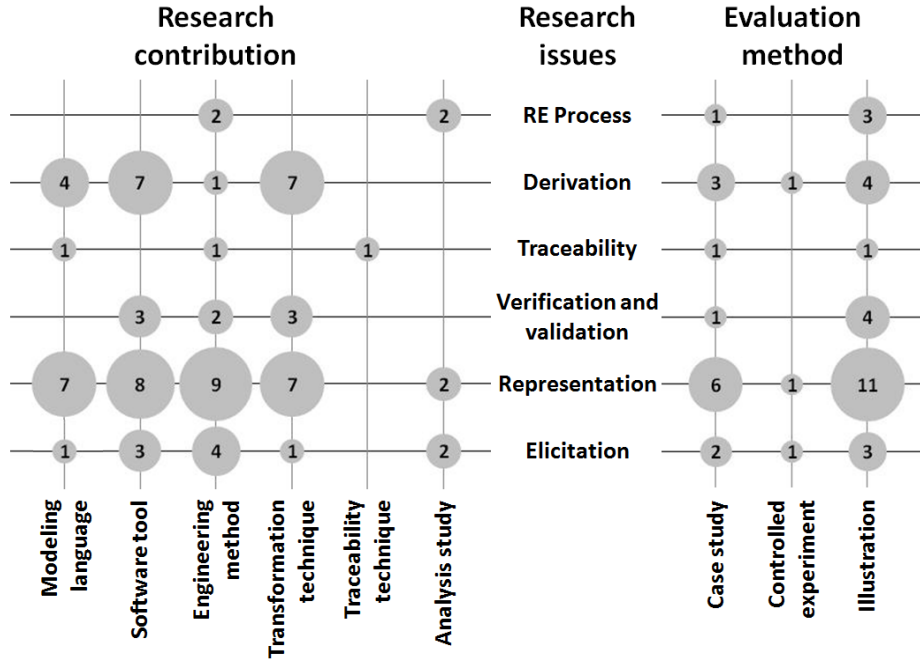 Research
contribution
Research
issues
Evaluation
method
2 2 RE Process 1 3
4 7 1 7 Derivation 3 1 4
1 1 1 Traceability 1 1
3 2 3 Verification and
validation 1 4
7 8 9 7 2 Representation 6 1 11
1 3 4 1 2 Elicitation 2 1 3
Modeling
language
Software tool
Engineering
method
Transformation
technique
Traceability
technique
Analysis study
Case study
Controlled
experiment
Illustration